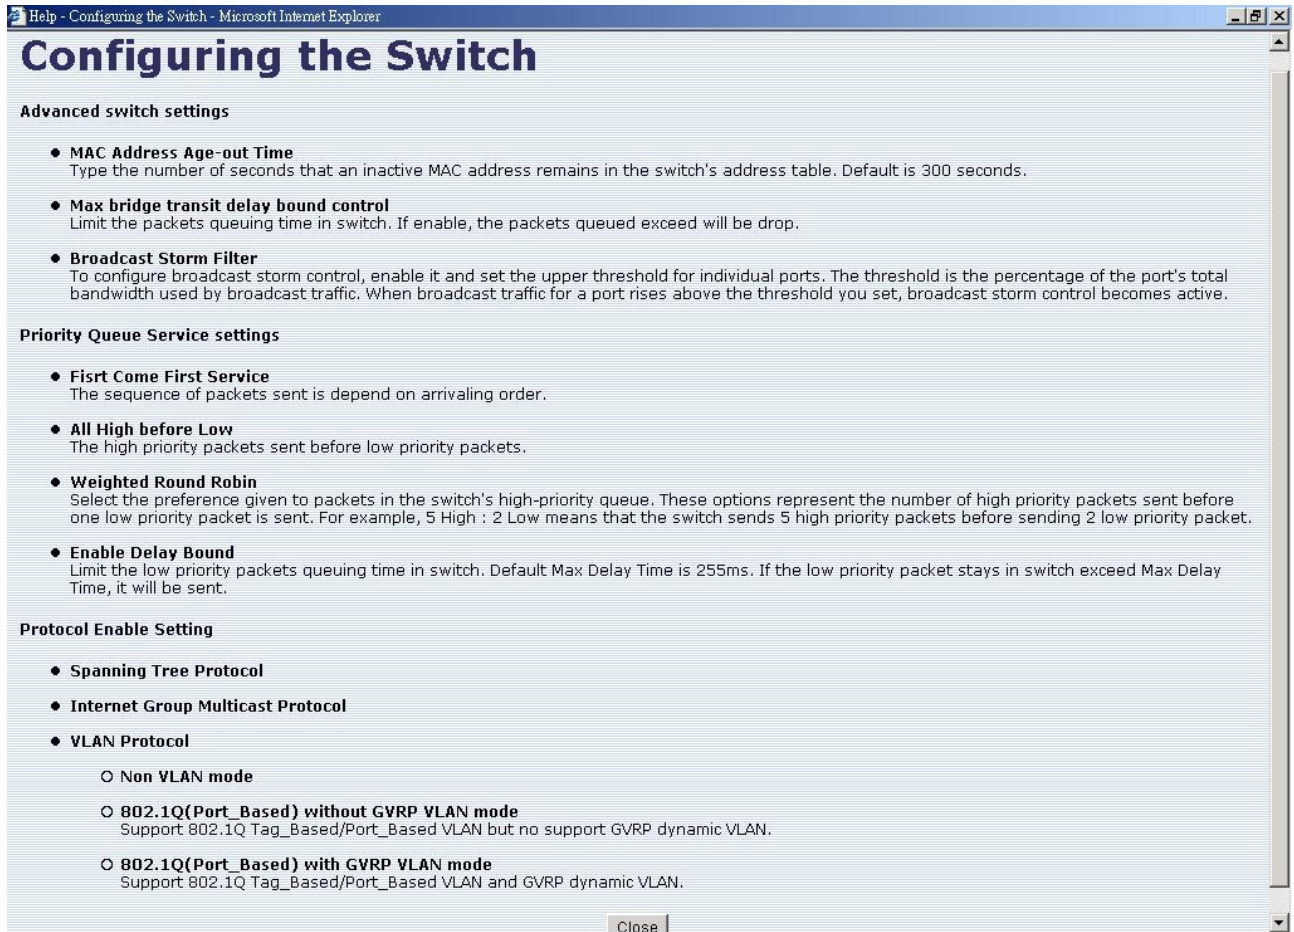 Help - Configuring the Switch - Microsoft Internet Explorer
Configuring the Switch
Advanced switch settings
MAC Address Age-out Time
Type the number of seconds that an inactive MAC address remains in the switch's address table. Default is 300 seconds.
Max bridge transit delay bound control
Limit the packets queuing time in switch. If enable, the packets queued exceed will be drop.
Broadcast Storm Filter
To configure broadcast storm control, enable it and set the upper threshold for individual ports. The threshold is the percentage of the port's total
bandwidth used by broadcast traffic. When broadcast traffic for a port rises above the threshold you set, broadcast storm control becomes active.
Priority Queue Service settings
Fisrt Come First Service
The sequence of packets sent is depend on arrivaling order.
All High before Low
The high priority packets sent before low priority packets.
Weighted Round Robin
Select the preference given to packets in the switch's high-priority queue. These options represent the number of high priority packets sent before
one low priority packet is sent. For example, 5 High : 2 Low means that the switch sends 5 high priority packets before sending 2 low priority packet.
Enable Delay Bound
Limit the low priority packets queuing time in switch. Default Max Delay Time is 255ms. If the low priority packet stays in switch exceed Max Delay
Time, it will be sent.
Protocol Enable Setting
Spanning Tree Protocol
Internet Group Multicast Protocol
VLAN Protocol
Non VLAN mode
802.1Q(Port_Based) without GVRP VLAN mode
Support 802.1Q Tag_Based/Port_Based VLAN but no support GVRP dynamic VLAN.
802.1Q(Port_Based) with GVRP VLAN mode
Support 802.1Q Tag_Based/Port_Based VLAN and GVRP dynamic VLAN.
Close